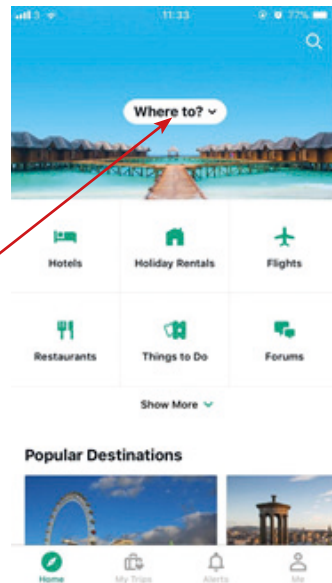 3 11:33 77%
Where to?
Hotels Holiday Rentals Flights
Restaurants Things to Do Forums
Show More
Popular Destinations
Home My Trips Alerts Me